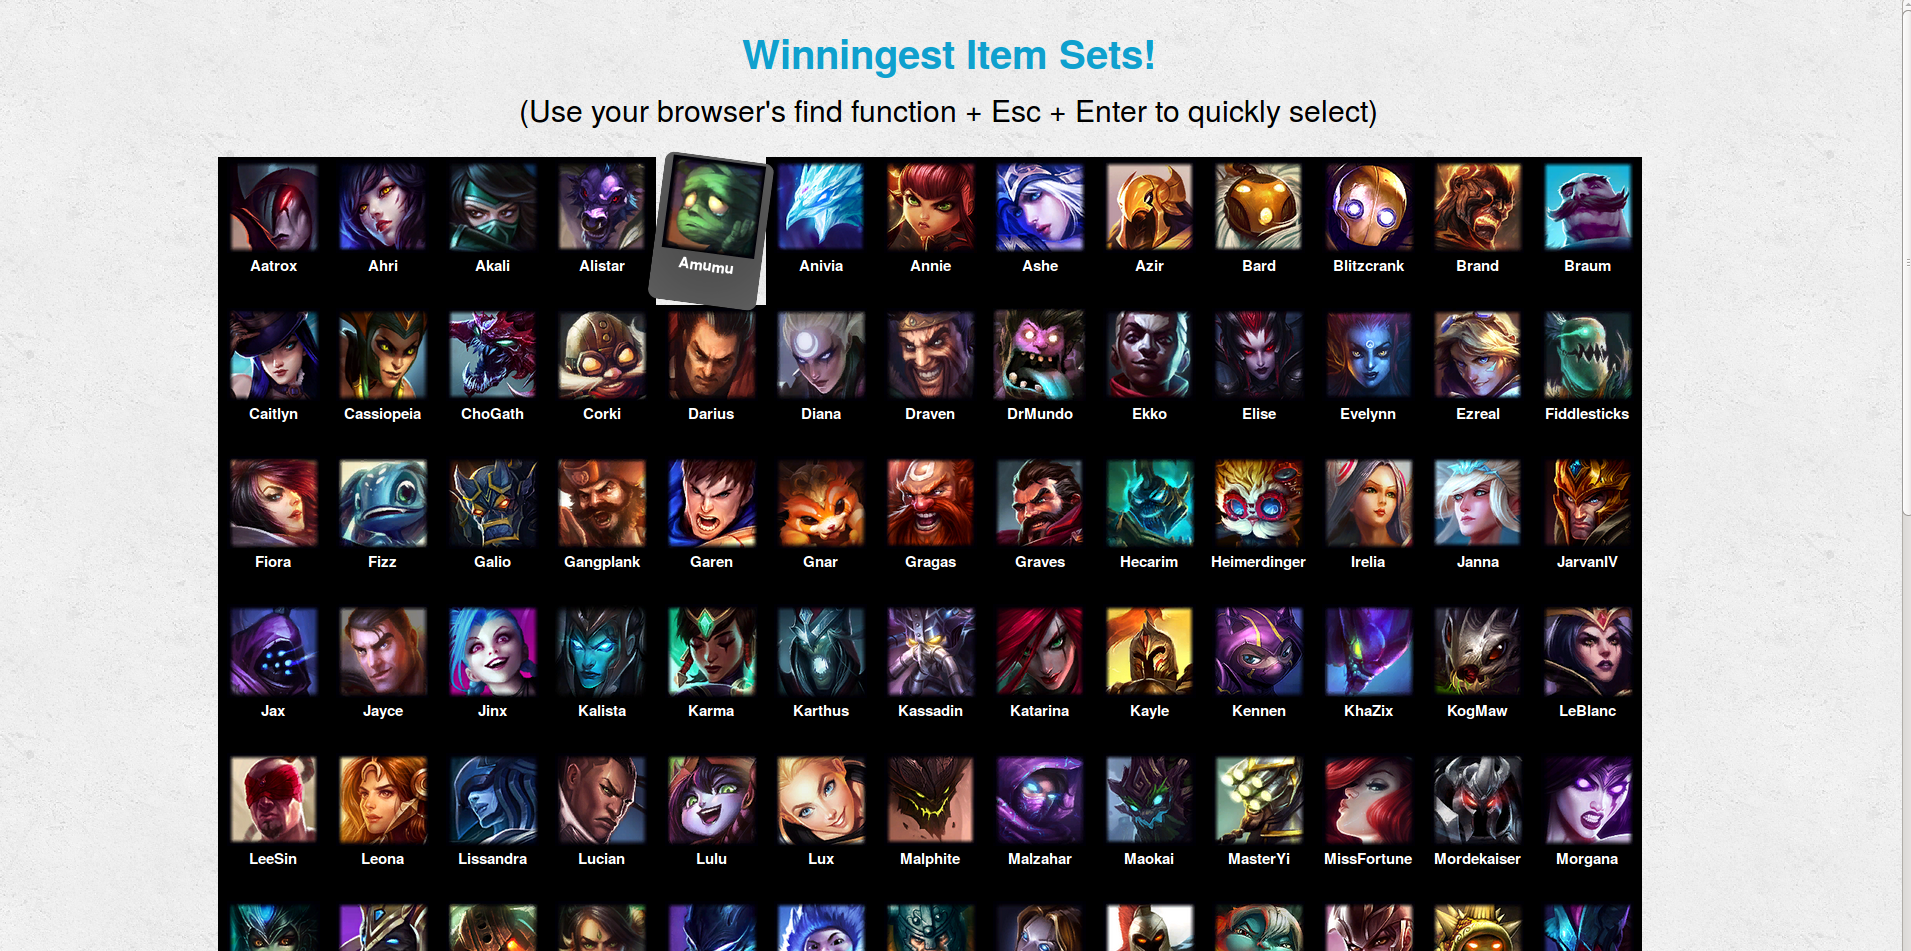 Winningest Item Sets!
(Use your browser's find function + Esc + Enter to quickly select)
Aatrox Ahri Akali Alistar Amumu Anivia Annie Ashe Azir Bard Blitzcrank Brand Braum
Caitlyn Cassiopeia ChoGath Corki Darius Diana Draven DrMundo Ekko Elise Evelynn Ezreal Fiddlesticks
Fiora Fizz Galio Gangplank Garen Gnar Gragas Graves Hecarim Heimerdinger Irelia Janna JarvanIV
Jax Jayce Jinx Kalista Karma Karthus Kassadin Katarina Kayle Kennen KhaZix KogMaw LeBlanc
LeeSin Leona Lissandra Lucian Lulu Lux Malphite Malzahar Maokai MasterYi MissFortune Mordekaiser Morgana